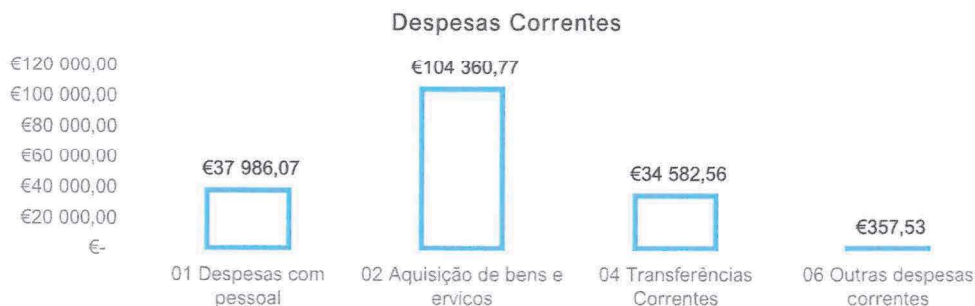 Despesas Correntes
€120 000,00
€100 000,00
€80 000,00
€60 000,00
€40 000,00
€20 000,00
€-
€37 986,07
€104 360,77
€34 582,56
€357,53
01 Despesas com
pessoal
02 Aquisição de bens e
ervicos
04 Transferências
Correntes
06 Outras despesas
correntes